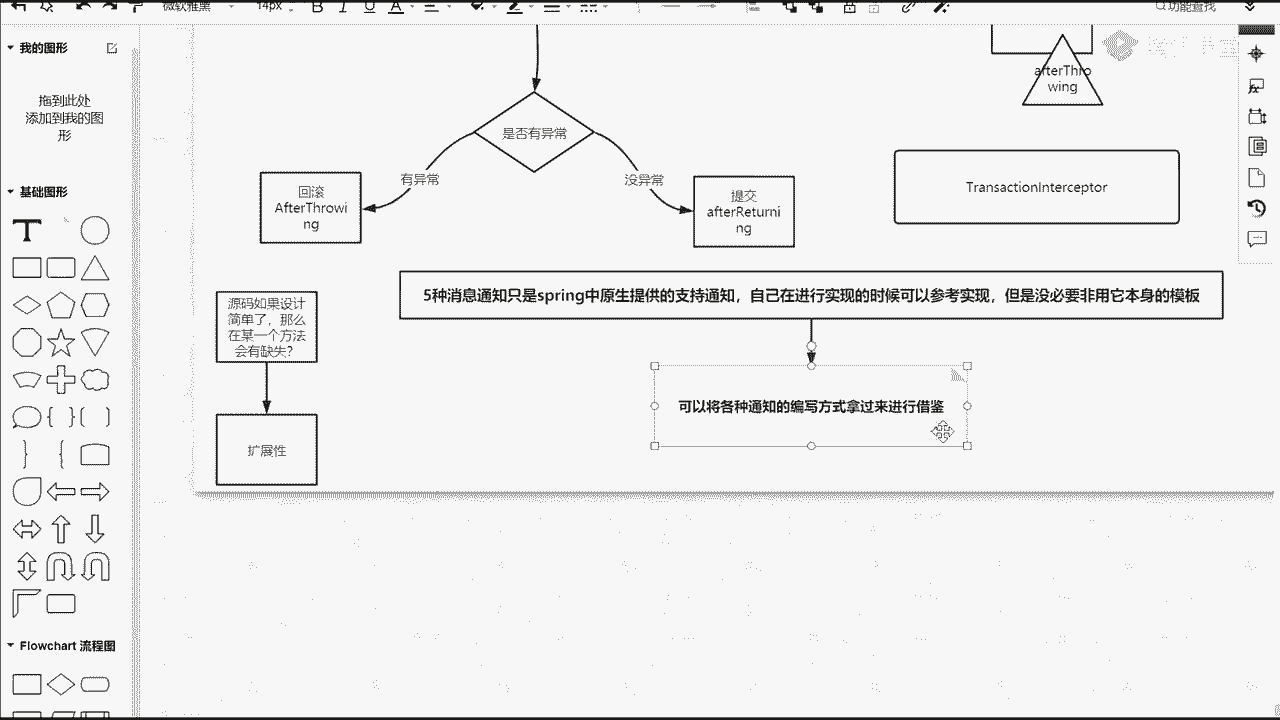 微软雅黑
14px
B I U A
功能查找
我的图形
拖到此处
添加到我的图
形
基础图形
T
Flowchart 流程图
afterThro
wing
是否有异常
有异常
没异常
回滚
AfterThrowi
ng
提交
afterReturni
ng
TransactionInterceptor
5种消息通知只是spring中原生提供的支持通知，自己在进行实现的时候可以参考实现，但是没必要非用它本身的模板
源码如果设计
简单了，那么
在某一个方法
会有缺失？
可以将各种通知的编写方式拿过来进行借鉴
扩展性